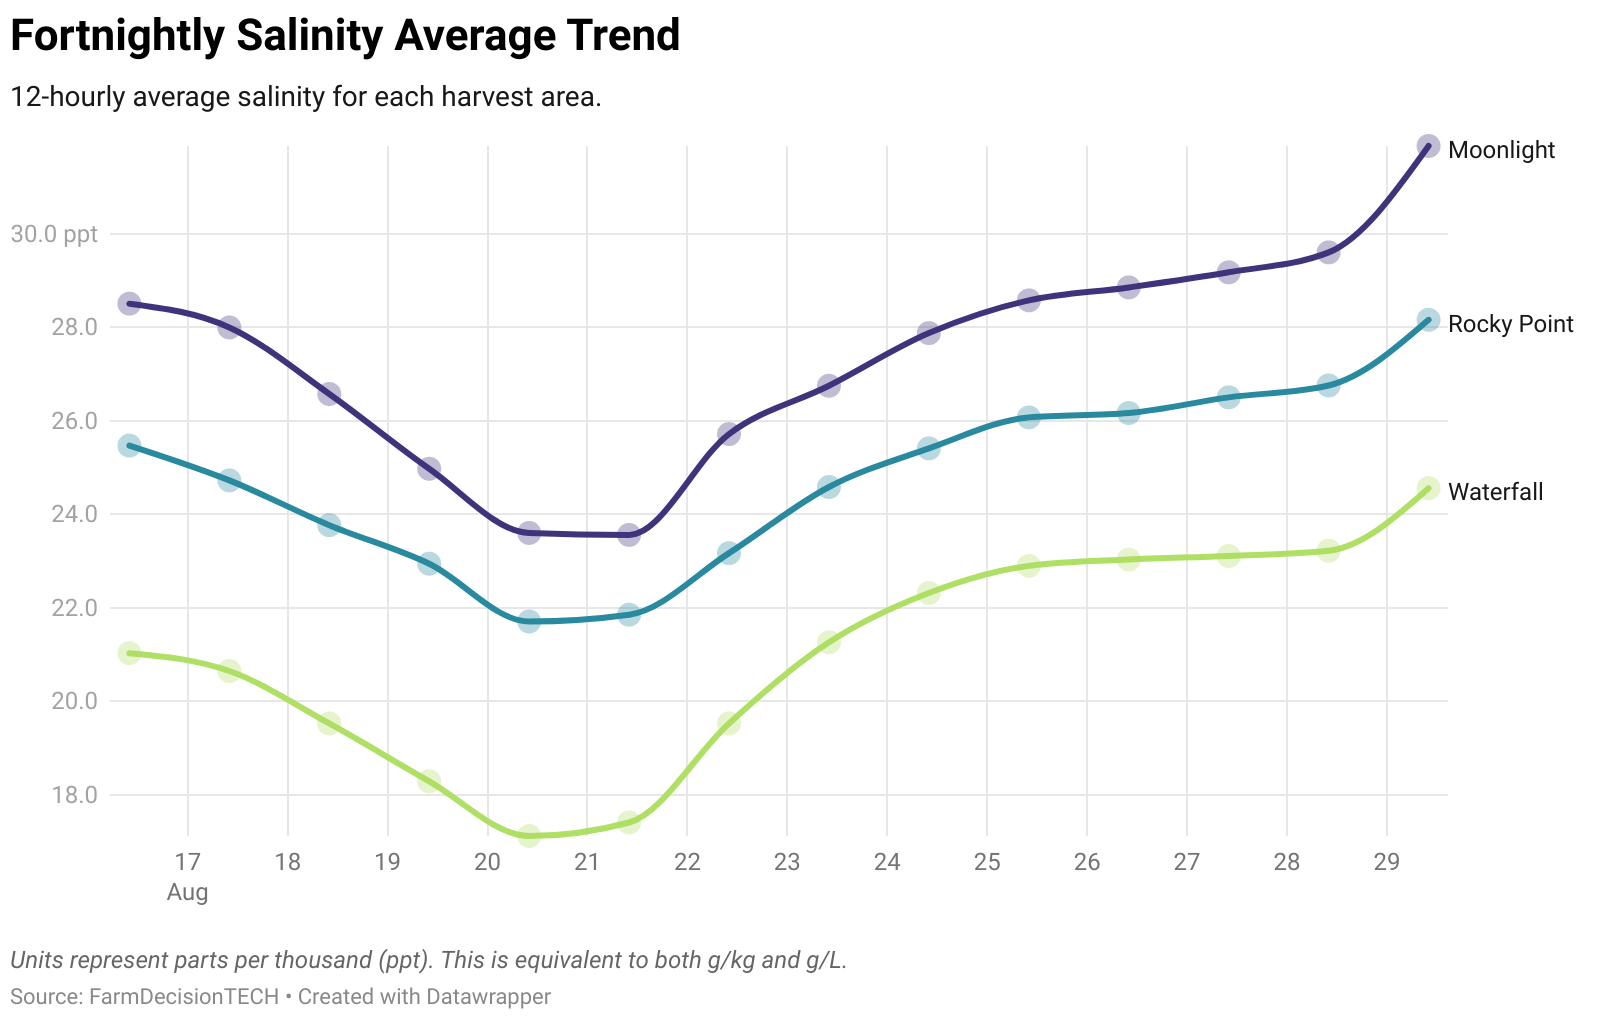 Fortnightly Salinity Average Trend
12-hourly average salinity for each harvest area.
Moonlight
30.0 ppt
Rocky Point
28.0
26.0
24.0
Waterfall
22.0
20.0
18.0
17 18 19 20 21 22 23 24 25 26 27 28 29
Aug
Units represent parts per thousand (ppt). This is equivalent to both g/kg and g/L.
Source: FarmDecisionTECH • Created with Datawrapper